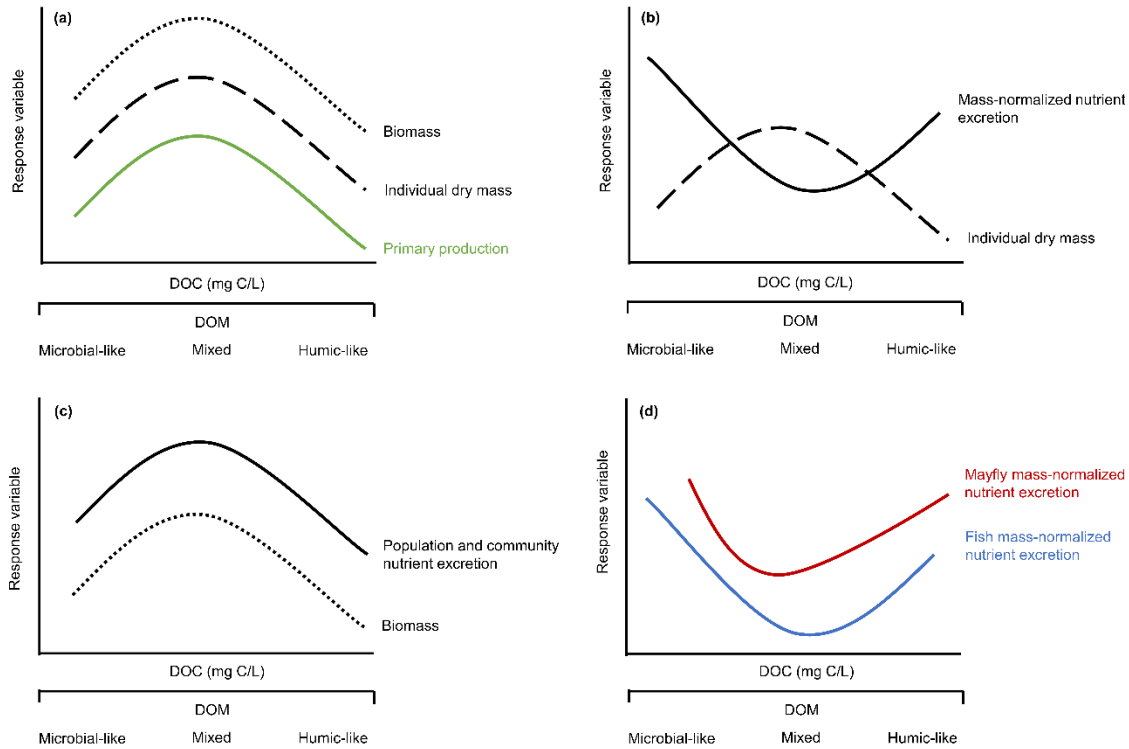 (a)
Response variable
Biomass
Individual dry mass
Primary production
DOC (mg C/L)
DOM
Microbial-like Mixed Humic-like
(b)
Response variable
Mass-normalized nutrient
excretion
Individual dry mass
DOC (mg C/L)
DOM
Microbial-like Mixed Humic-like
(c)
Response variable
Population and community
nutrient excretion
Biomass
DOC (mg C/L)
DOM
Microbial-like Mixed Humic-like
(d)
Response variable
Mayfly mass-normalized
nutrient excretion
Fish mass-normalized
nutrient excretion
DOC (mg C/L)
DOM
Microbial-like Mixed Humic-like